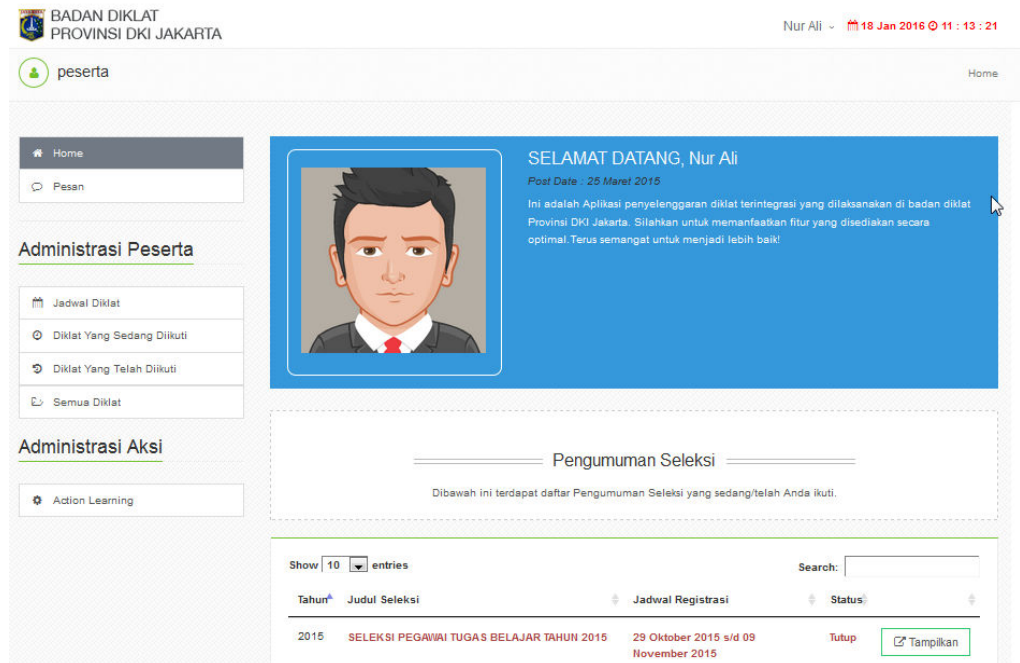 BADAN DIKLAT
PROVINSI DKI JAKARTA
Nur Ali
18 Jan 2016 11 : 13 : 21
peserta
Home
Home
Pesan
Administrasi Peserta
Jadwal Diklat
Diklat Yang Sedang Diikuti
Diklat Yang Telah Diikuti
Semua Diklat
Administrasi Aksi
Action Learning
SELAMAT DATANG, Nur Ali
Post Date : 25 Maret 2015
Ini adalah Aplikasi penyelenggaran diklat terintegrasi yang dilaksanakan di badan diklat
Provinsi DKI Jakarta. Silahkan untuk memanfaatkan fitur yang disediakan secara
optimal.Terus semangat untuk menjadi lebih baik!
Pengumuman Seleksi
Dibawah ini terdapat daftar Pengumuman Seleksi yang sedang/telah Anda ikuti.
Show 10 entries
Search:
Tahun Judul Seleksi Jadwal Registrasi Status
2015 SELEKSI PEGAWAI TUGAS BELAJAR TAHUN 2015 29 Oktober 2015 s/d 09 Tutup Tampilkan
November 2015